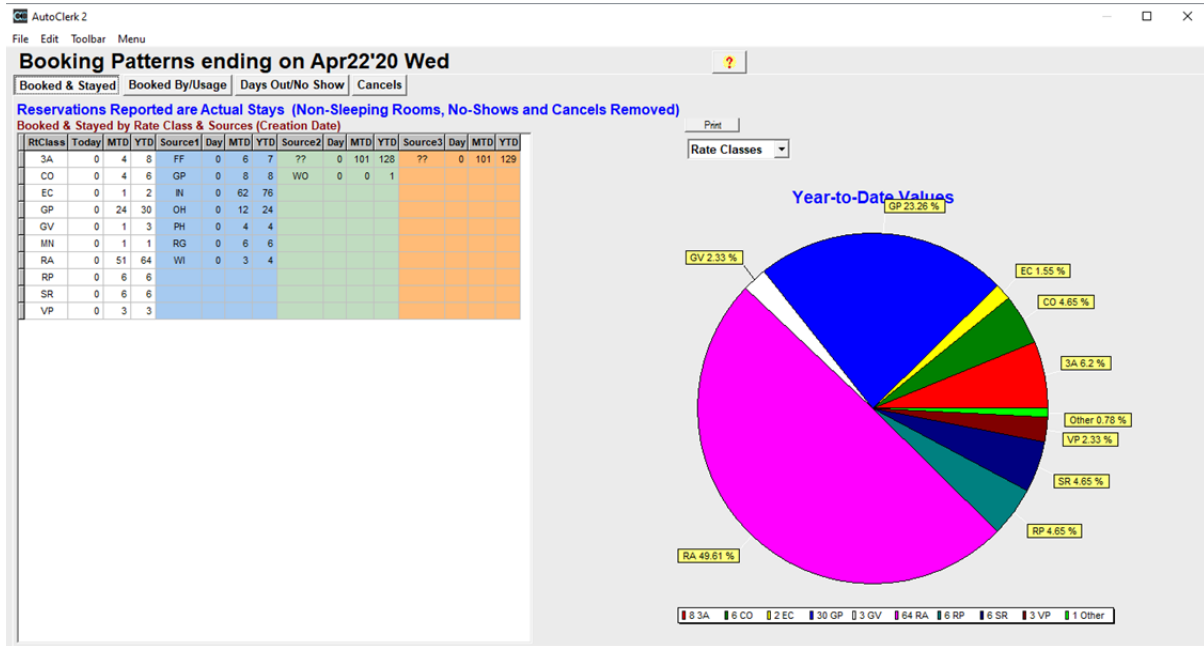 AutoClerk 2
File Edit Toolbar Menu
Booking Patterns ending on Apr22'20 Wed
?
Booked & Stayed Booked By/Usage Days Out/No Show Cancels
Reservations Reported are Actual Stays (Non-Sleeping Rooms, No-Shows and Cancels Removed)
Booked & Stayed by Rate Class & Sources (Creation Date)
RtClass Today MTD YTD Source1 Day MTD YTD Source2 Day MTD YTD Source3 Day MTD YTD
3A 0 4 8 FF 0 6 7 ?? 0 101 128 ?? 0 101 129
CO 0 4 6 GP 0 8 8 WO 0 0 1
EC 0 1 2 IN 0 62 76
GP 0 24 30 OH 0 12 24
GV 0 1 3 PH 0 4 4
MN 0 1 1 RG 0 6 6
RA 0 51 64 WI 0 3 4
RP 0 6 6
SR 0 6 6
VP 0 3 3
Print
Rate Classes
Year-to-Date Values
GP 23.26 %
GV 2.33 %
EC 1.55 %
CO 4.65 %
3A 6.2 %
Other 0.78 %
VP 2.33 %
SR 4.65 %
RP 4.65 %
RA 49.61 %
8 3A 6 CO 2 EC 30 GP 3 GV 64 RA 6 RP 6 SR 3 VP 1 Other